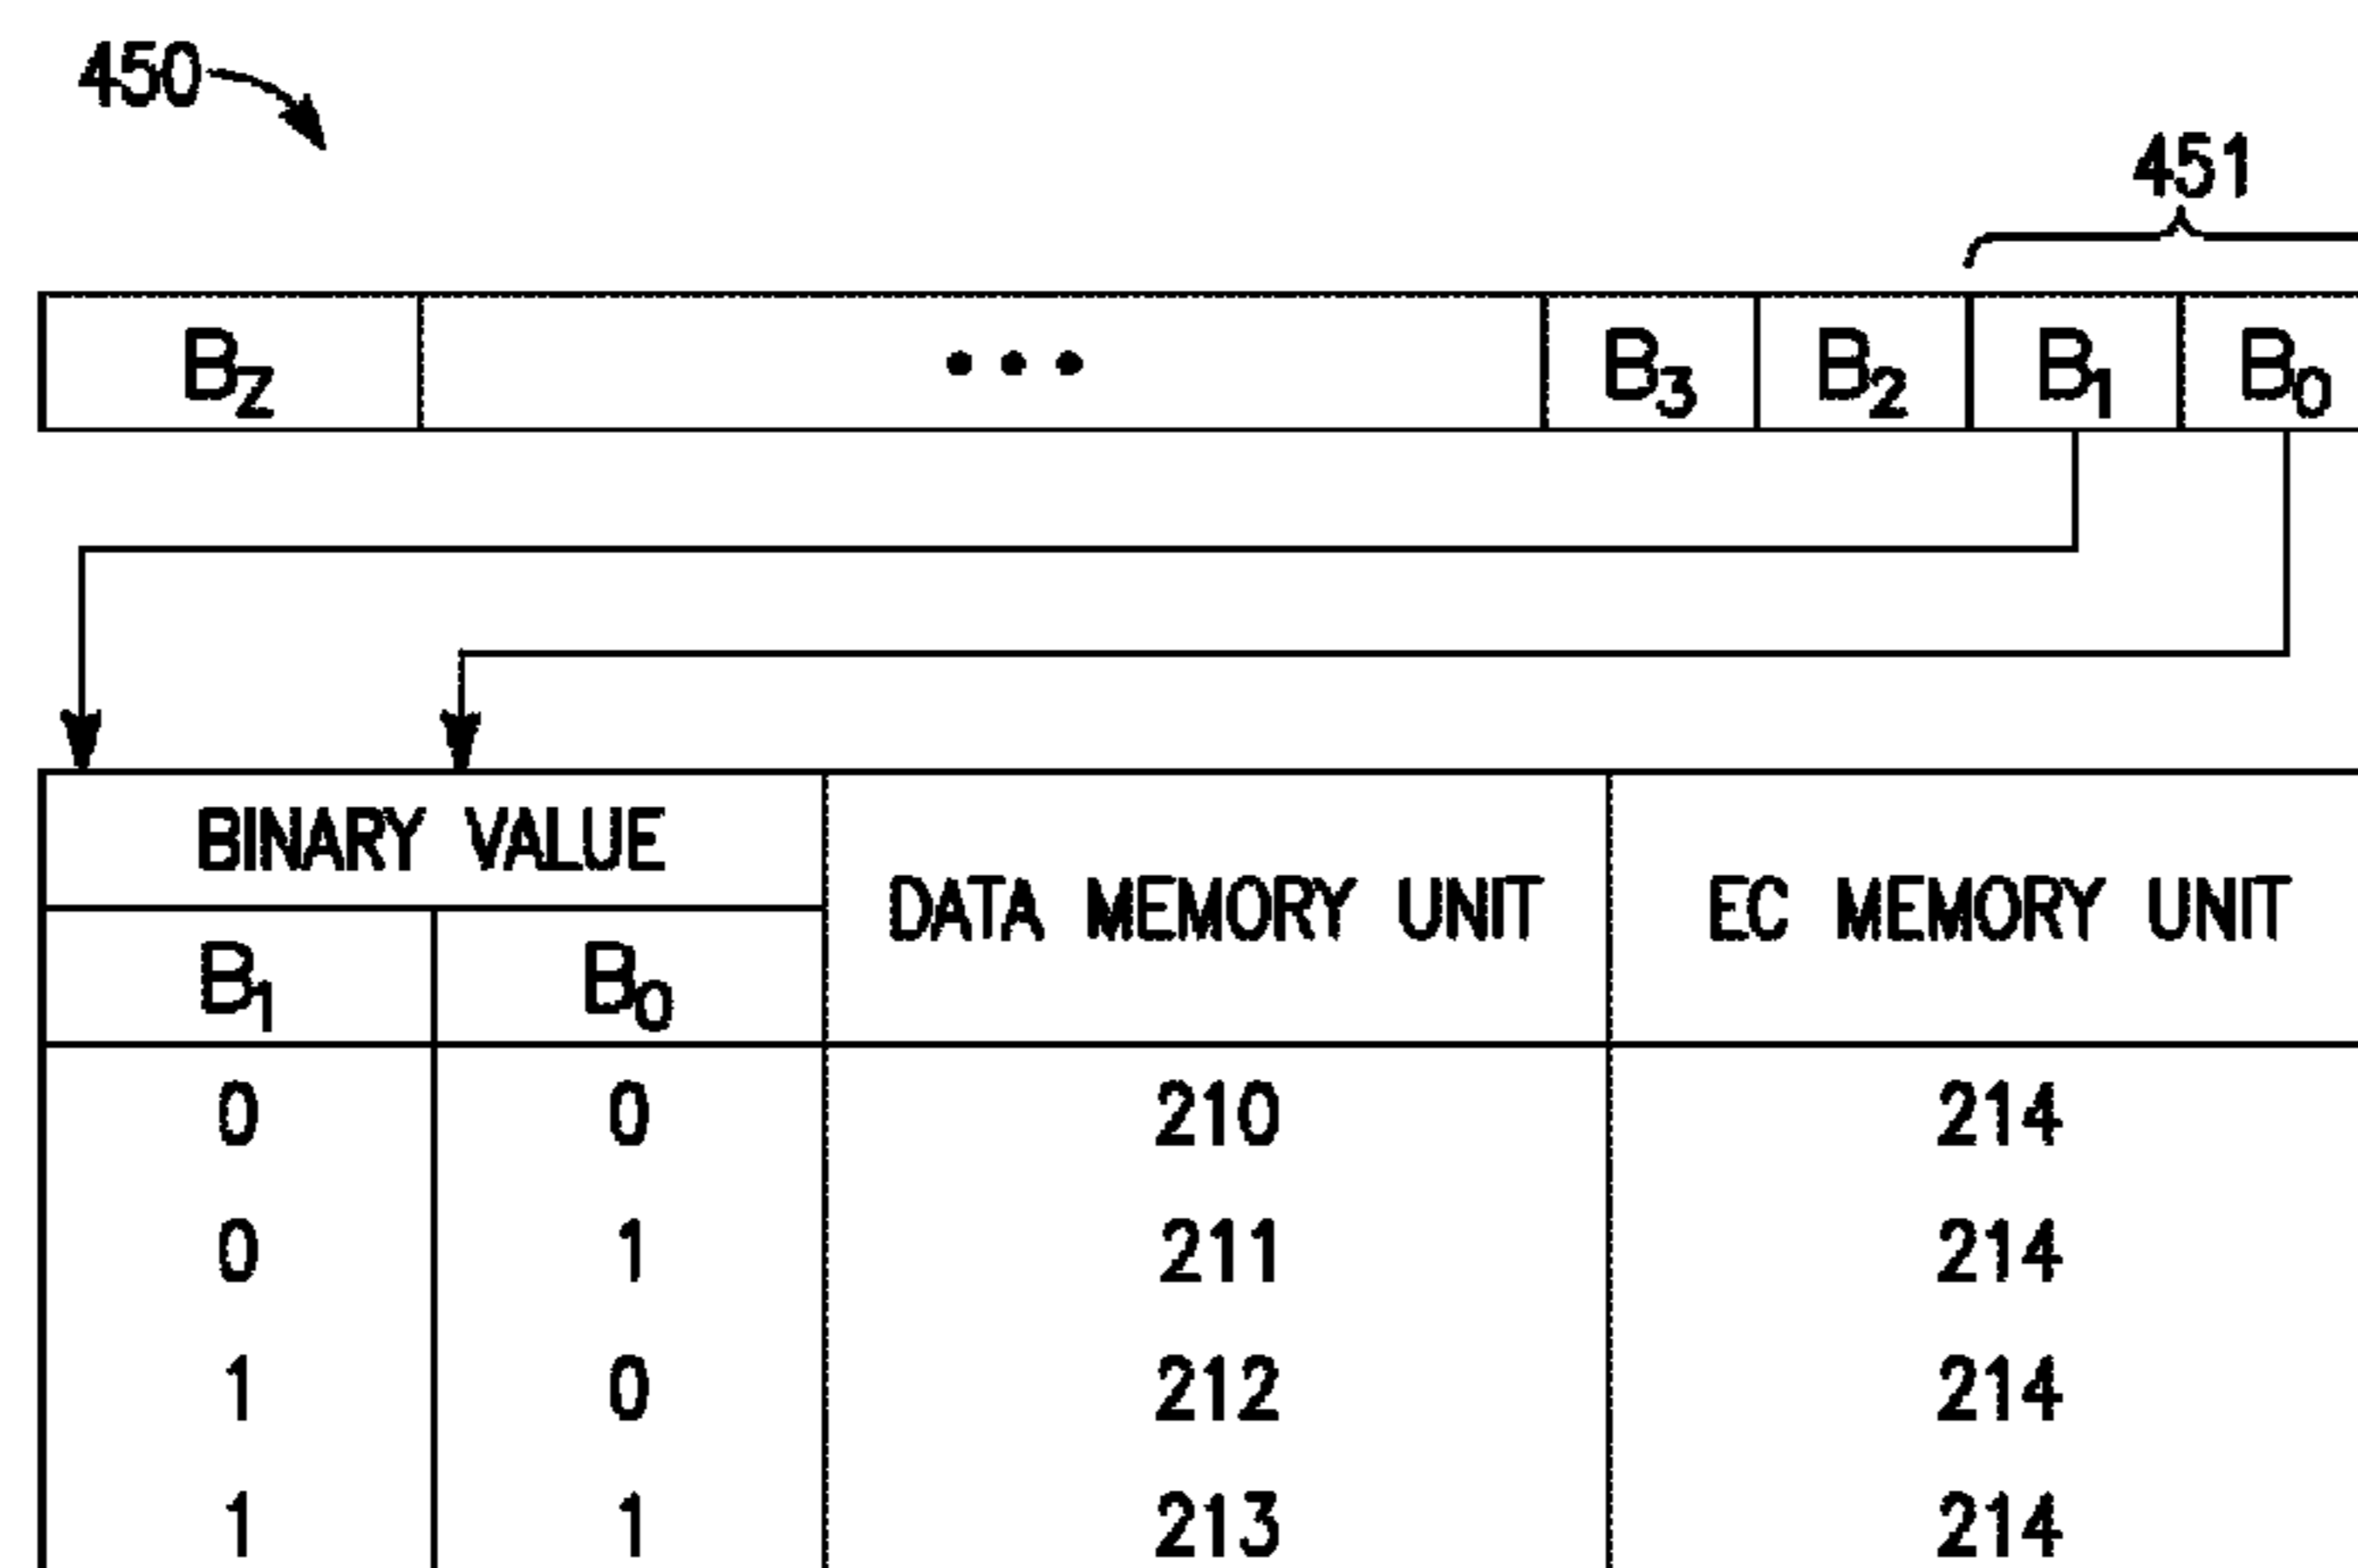 450
451
B_Z ••• B_3 B_2 B_1 B_0
BINARY VALUE
DATA MEMORY UNIT EC MEMORY UNIT
B_1 B_0
0 0 210 214
0 1 211 214
1 0 212 214
1 1 213 214